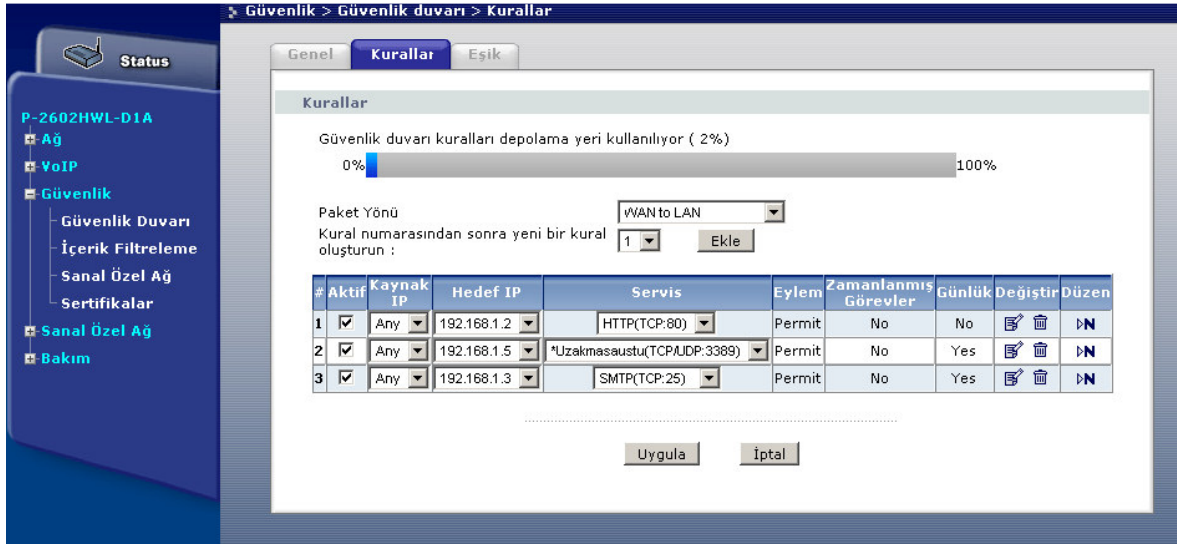 Güvenlik > Güvenlik duvarı > Kurallar
Status
P-2602HWL-D1A
Ağ
VoIP
Güvenlik
Güvenlik Duvarı
İçerik Filtreleme
Sanal Özel Ağ
Sertifikalar
Sanal Özel Ağ
Bakım
Genel Kurallar Eşik
Kurallar
Güvenlik duvarı kuralları depolama yeri kullanılıyor ( 2%)
0% 100%
Paket Yönü WAN to LAN
Kural numarasından sonra yeni bir kural oluşturun : 1 Ekle
# Aktif Kaynak IP Hedef IP Servis Eylem Zamanlanmış Görevler Günlük Değiştir Düzen
1 Any 192.168.1.2 HTTP(TCP:80) Permit No No N
2 Any 192.168.1.5 *Uzakmasaustu(TCP/UDP:3389) Permit No Yes N
3 Any 192.168.1.3 SMTP(TCP:25) Permit No Yes N
Uygula İptal